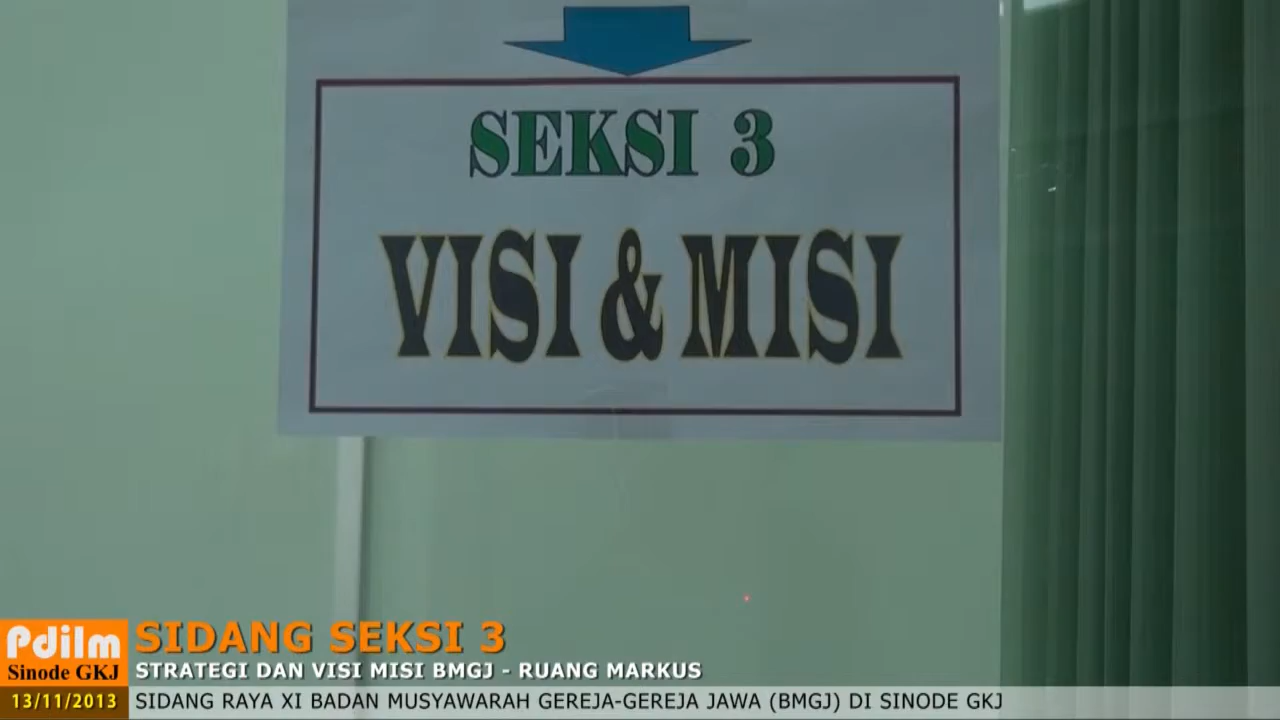 SEKSI 3
VISI & MISI
Pdilm
Sinode GKJ
13/11/2013
SIDANG SEKSI 3
STRATEGI DAN VISI MISI BMGJ - RUANG MARKUS
SIDANG RAYA XI BADAN MUSYAWARAH GEREJA-GEREJA JAWA (BMGJ) DI SINODE GKJ